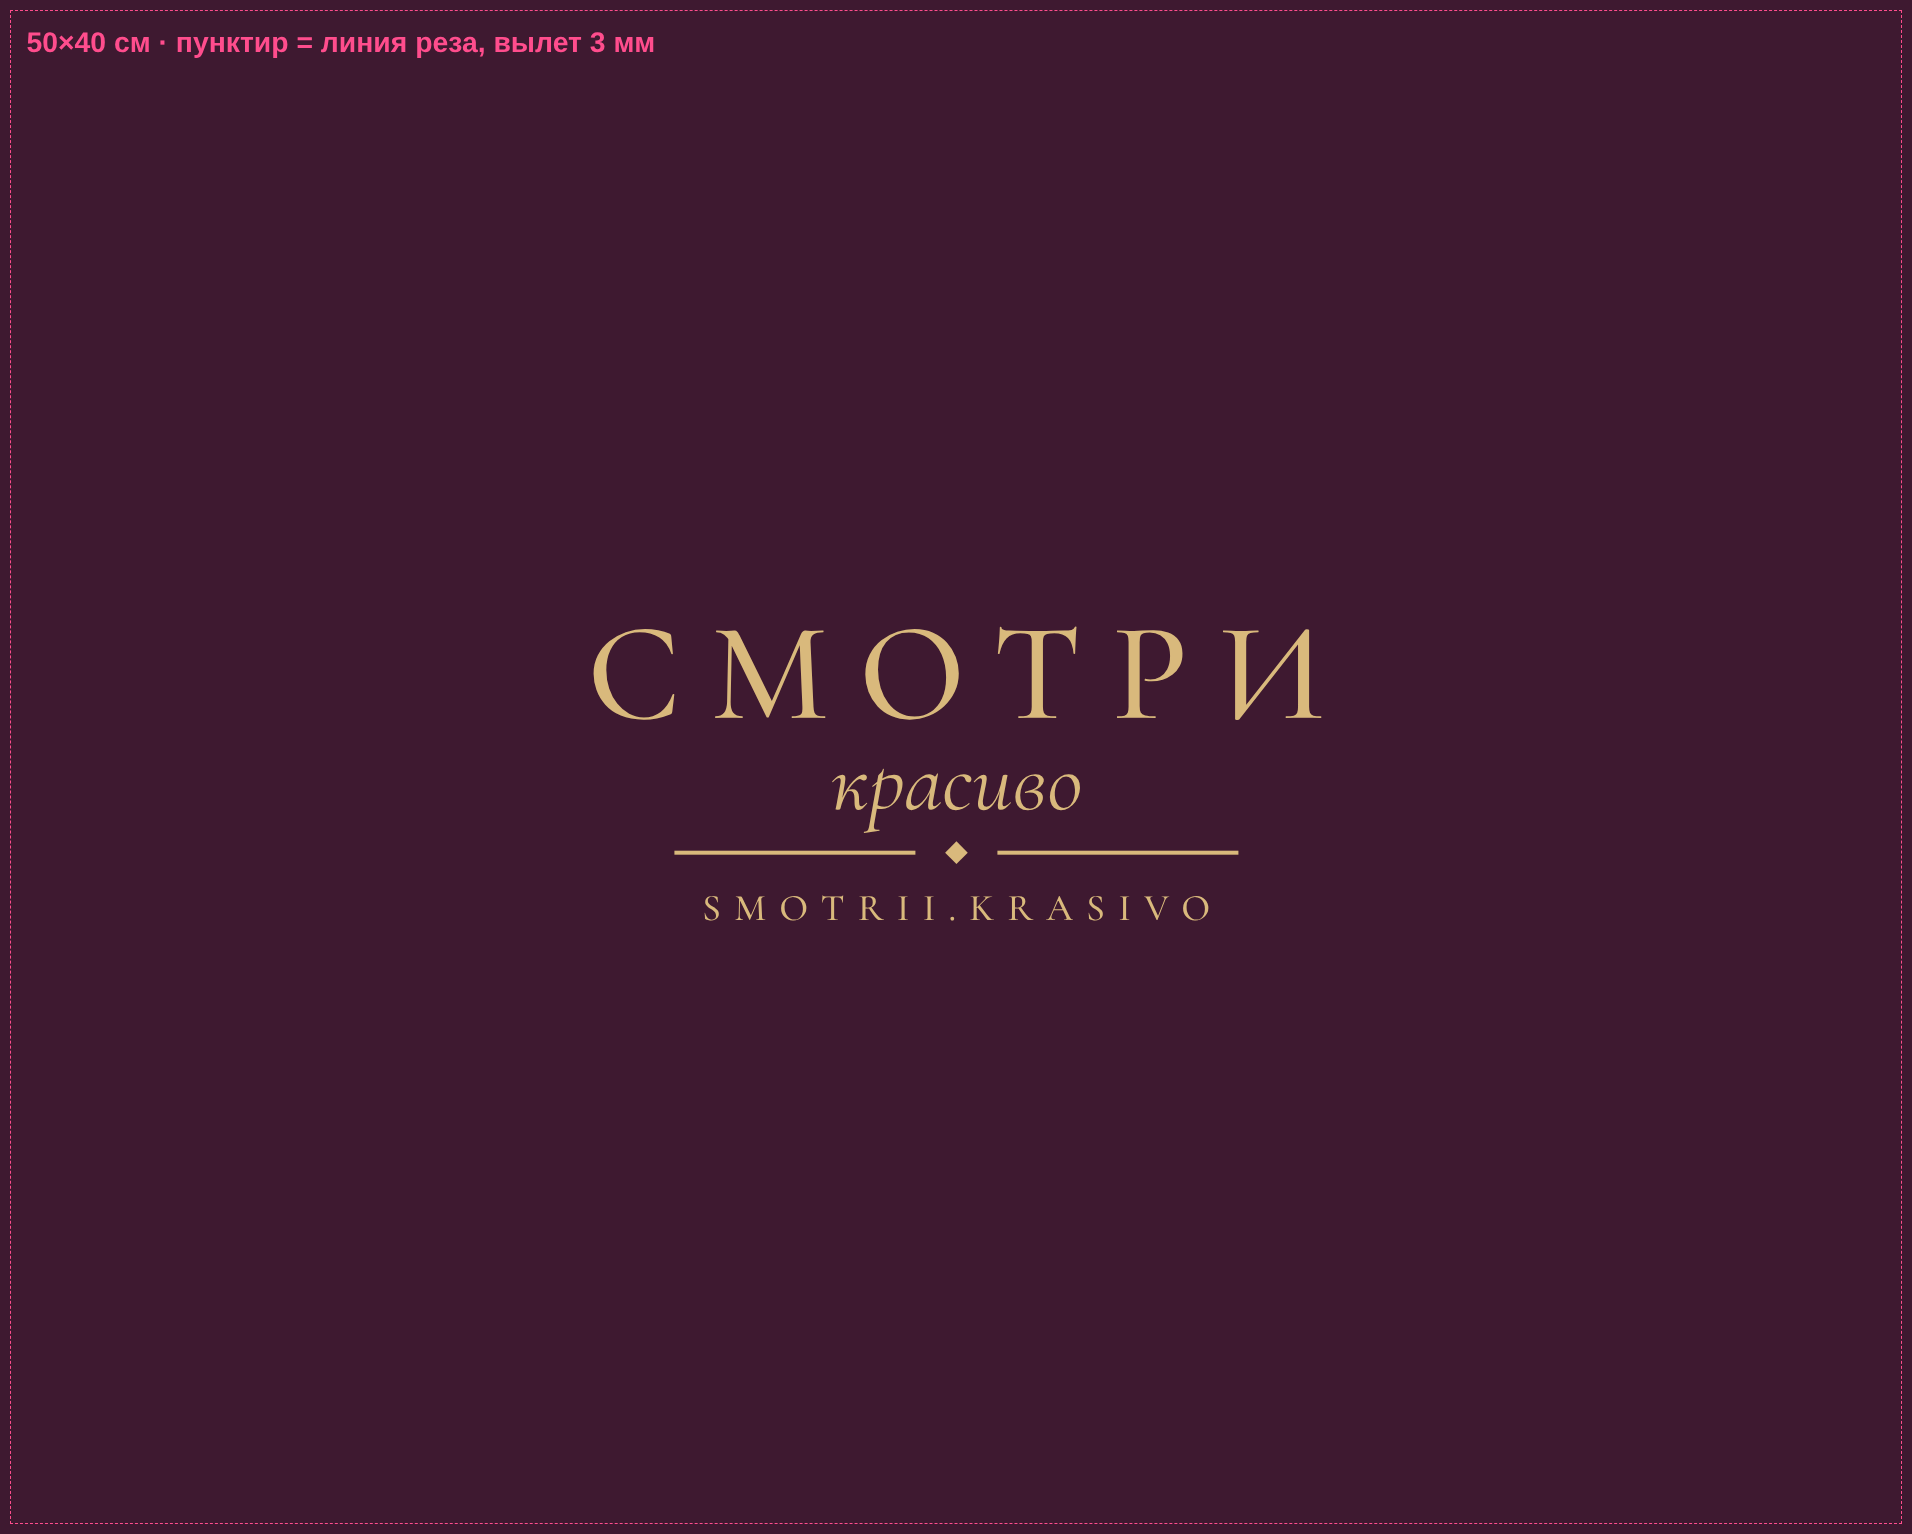 50×40 см · пунктир = линия реза, вылет 3 мм
СМОТРИ
красиво
SMOTRII.KRASIVO